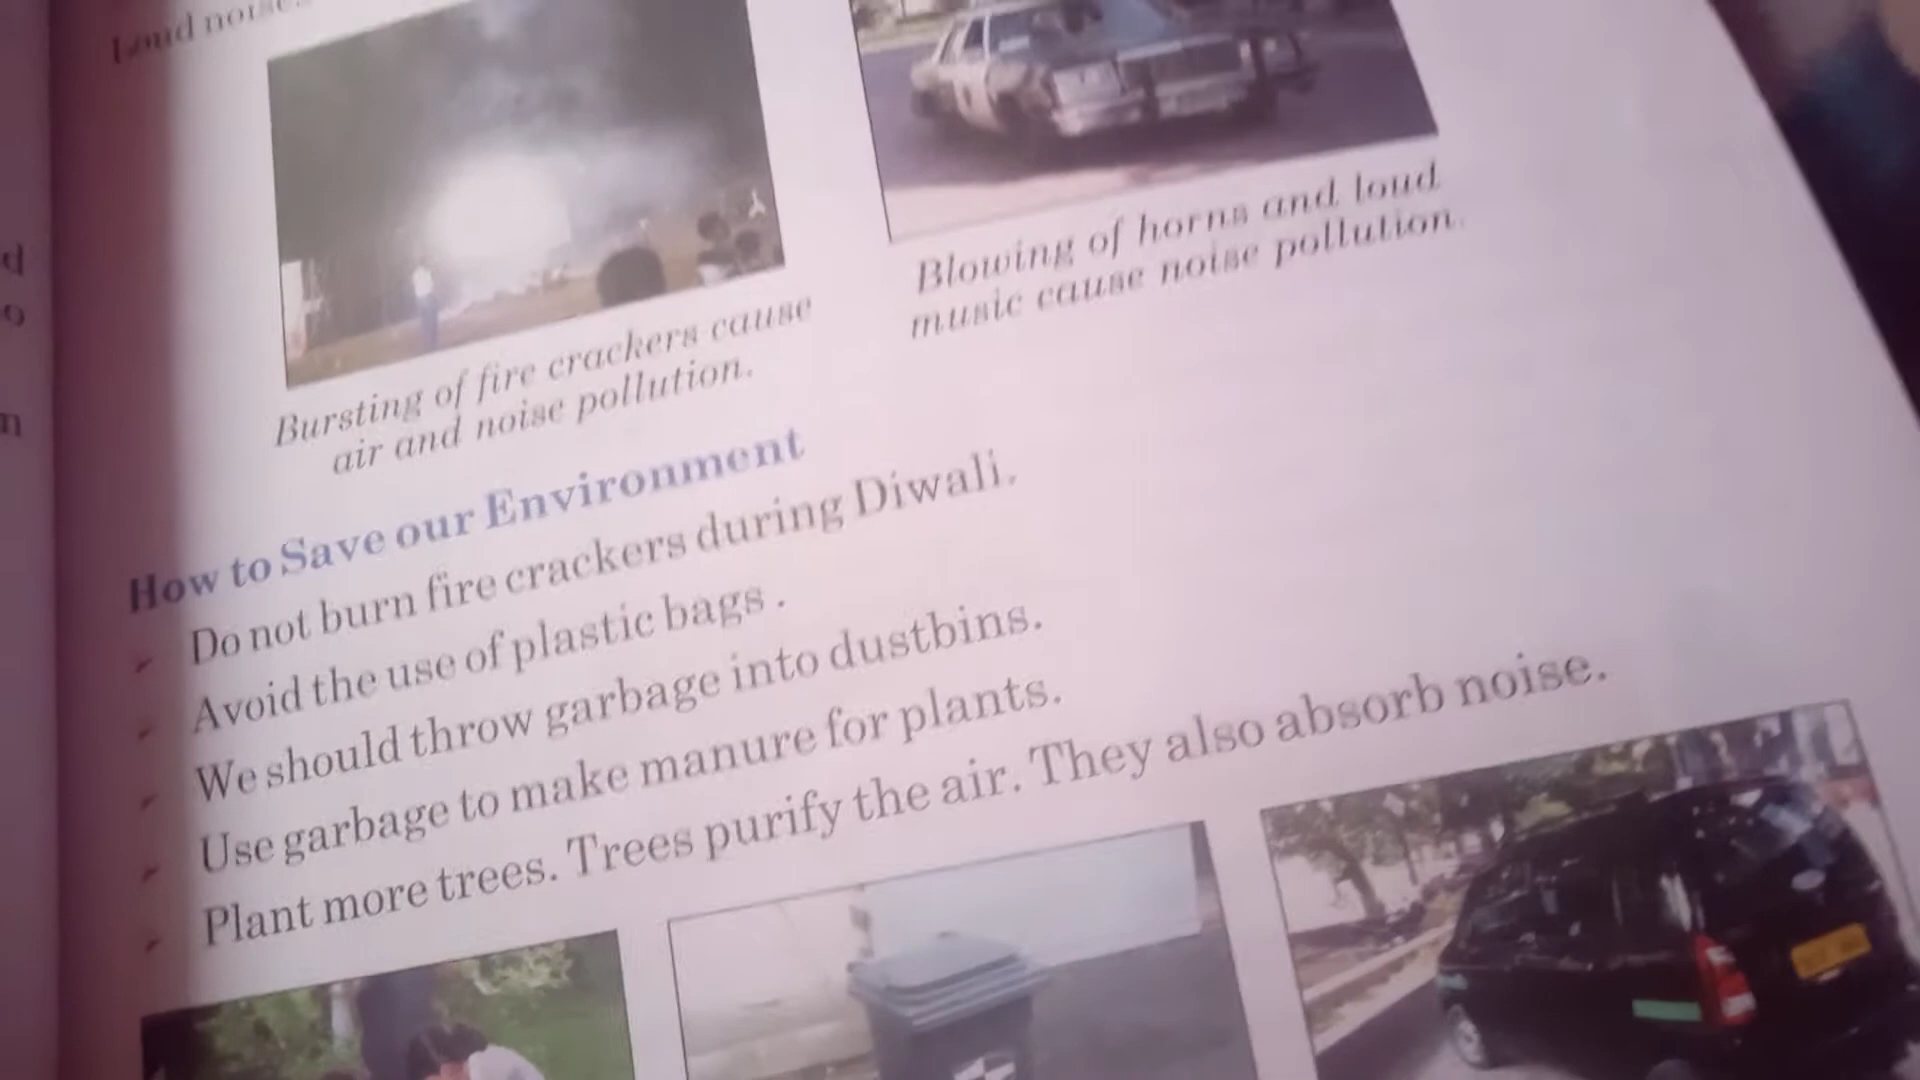 Loud noise
Bursting of fire crackers cause
air and noise pollution.
Blowing of horns and loud
music cause noise pollution.
How to Save our Environment
Do not burn fire crackers during Diwali.
Avoid the use of plastic bags .
We should throw garbage into dustbins.
Use garbage to make manure for plants.
Plant more trees. Trees purify the air. They also absorb noise.